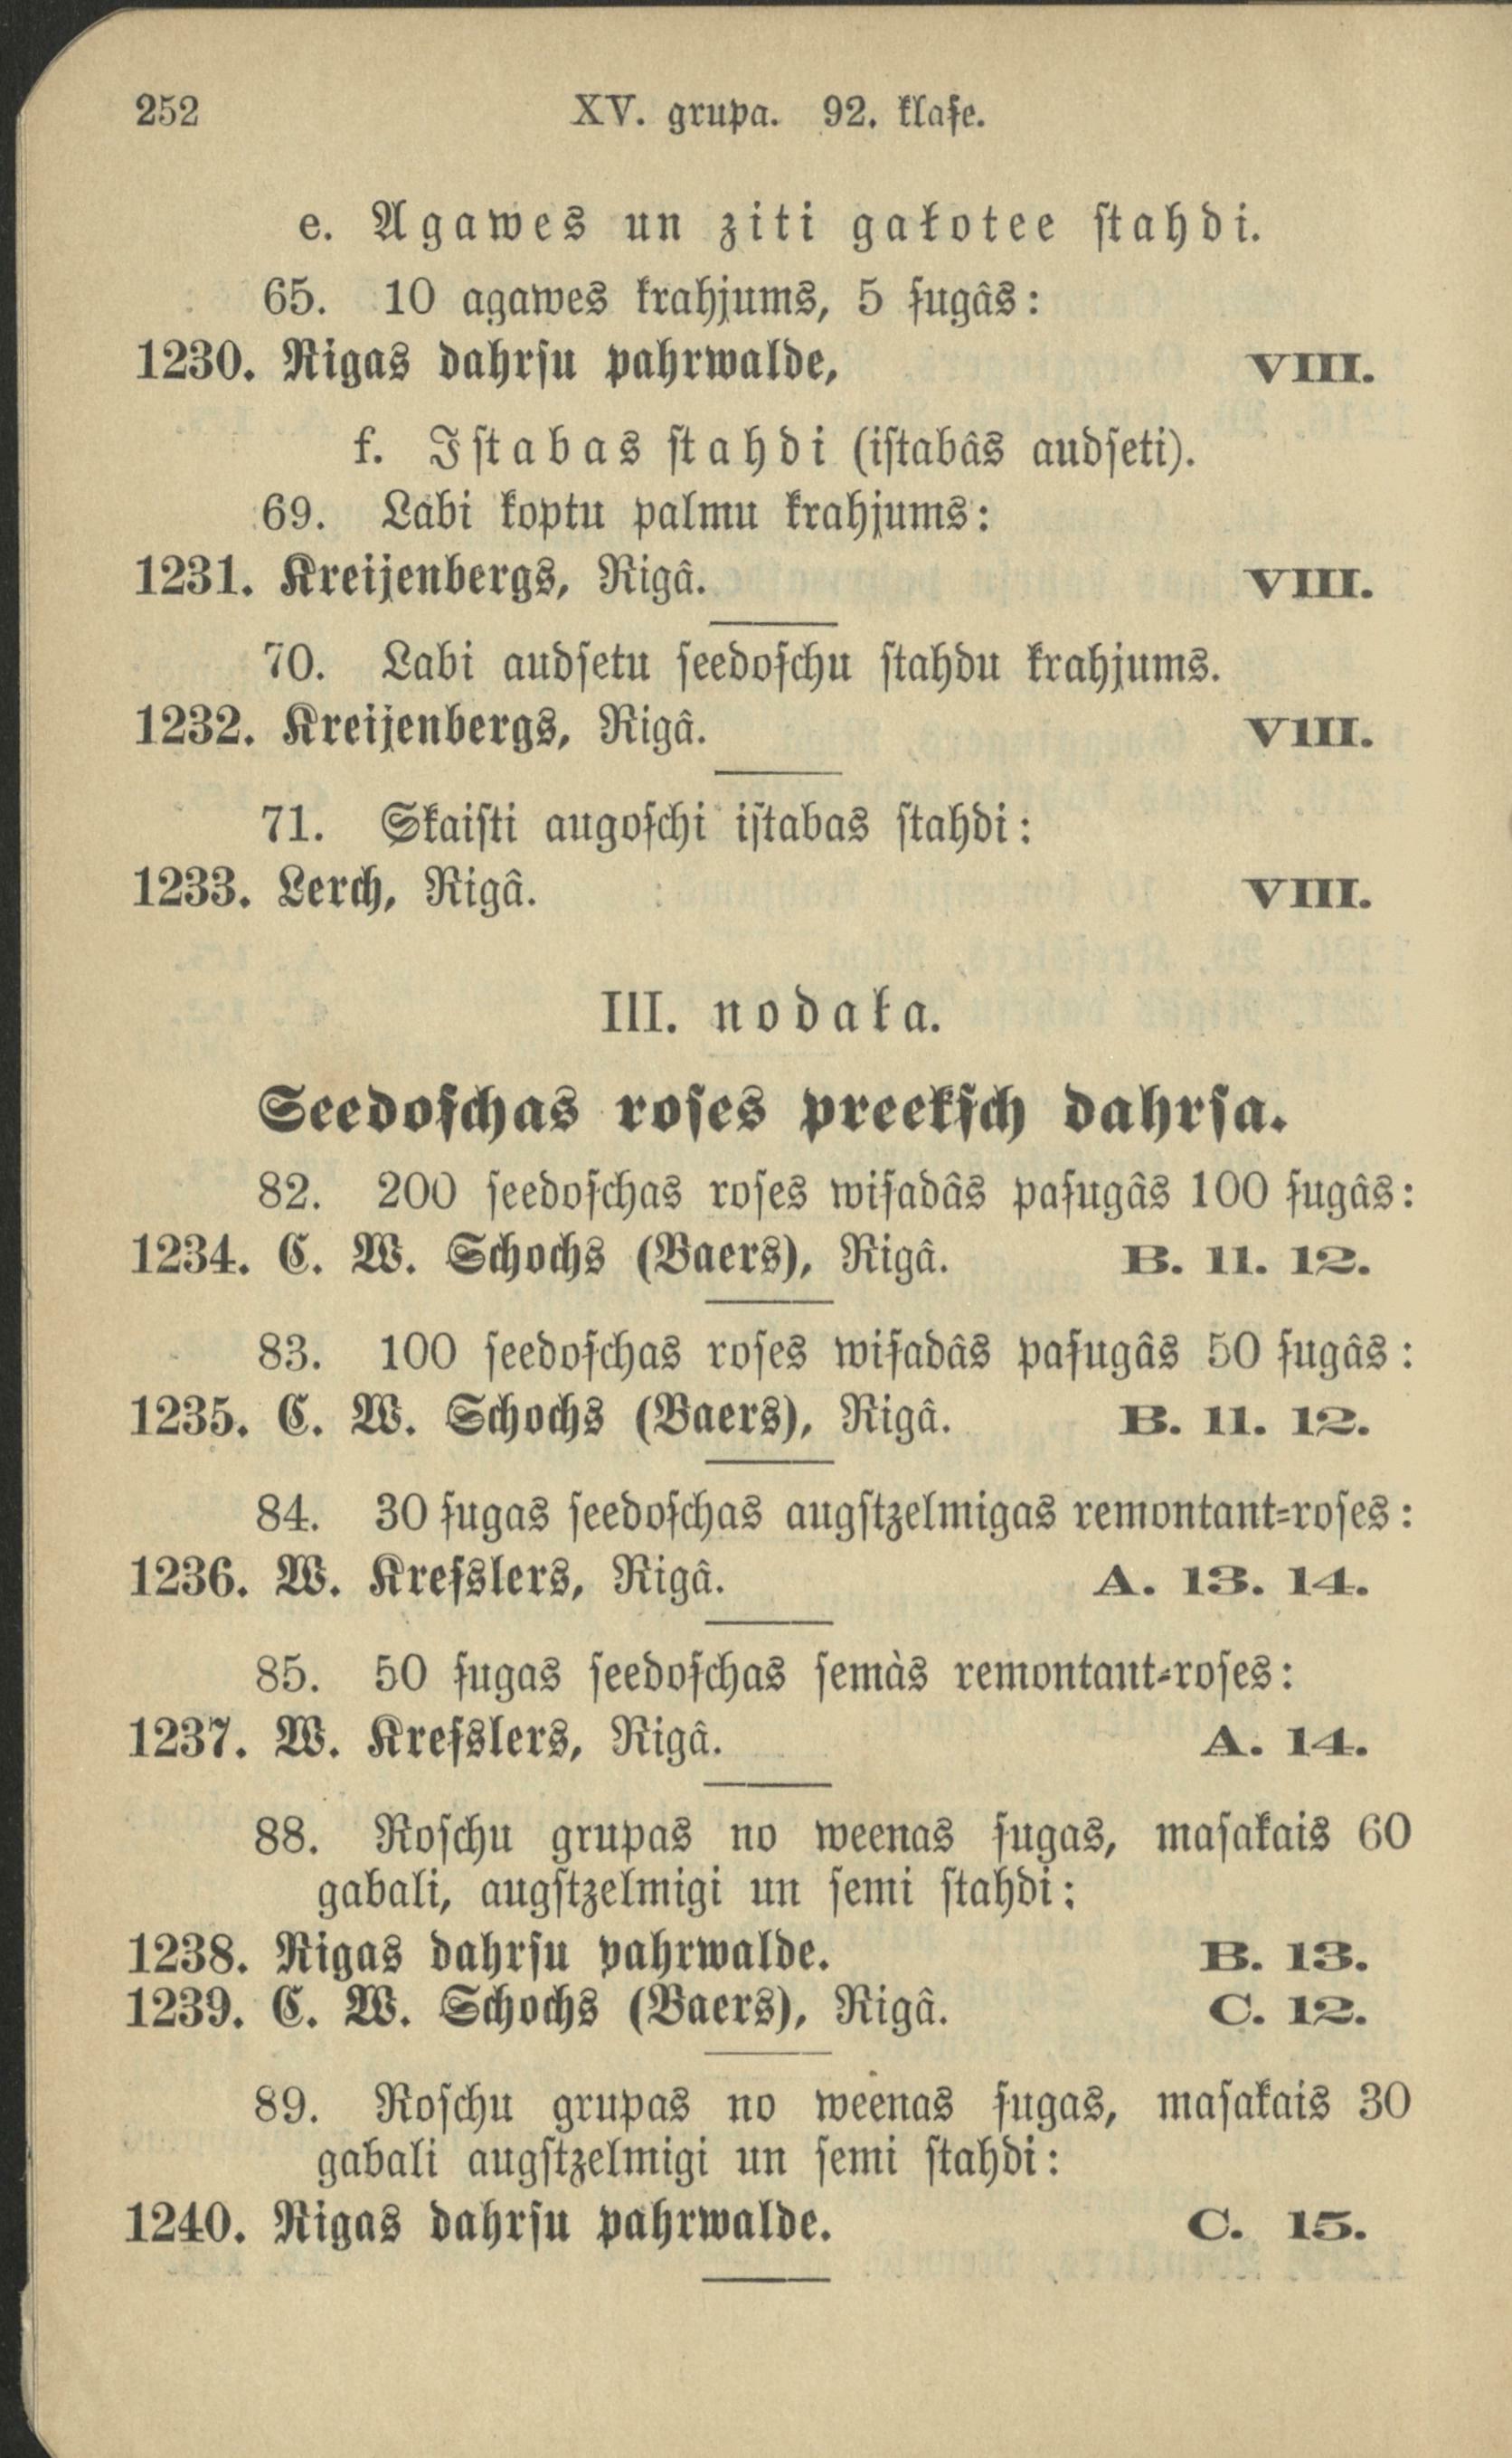 252 XV. grupa. 92. klaſe.
e. Agawes un ziti gałotee ſtahdi.
65. 10 agawes krahjums, 5 ſugâs:
1230. Rigas dahrſu pahrwalde, VIII.
f. Iſtabas ſtahdi (iſtabâs audſeti).
69. Labi koptu palmu krahjums:
1231. Kreijenbergs, Rigâ. VIII.
70. Labi audſetu ſeedoſchu ſtahdu krahjums.
1232. Kreijenbergs, Rigâ. VIII.
71. Skaiſti augoſchi iſtabas ſtahdi:
1233. Lerch, Rigâ. VIII.
III. nodała.
Seedoſchas roſes preekſch dahrſa.
82. 200 ſeedoſchas roſes wiſadâs paſugâs 100 ſugâs:
1234. C. W. Schochs (Baers), Rigâ. B. 11. 12.
83. 100 ſeedoſchas roſes wiſadâs paſugâs 50 ſugâs:
1235. C. W. Schochs (Baers), Rigâ. B. 11. 12.
84. 30 ſugas ſeedoſchas augſtzelmigas remontant-roſes:
1236. W. Kreſslers, Rigâ. A. 13. 14.
85. 50 ſugas ſeedoſchas ſemàs remontant-roſes:
1237. W. Kreſslers, Rigâ. A. 14.
88. Roſchu grupas no weenas ſugas, maſakais 60
gabali, augſtzelmigi un ſemi ſtahdi:
1238. Rigas dahrſu pahrwalde. B. 13.
1239. C. W. Schochs (Baers), Rigâ. C. 12.
89. Roſchu grupas no weenas ſugas, maſakais 30
gabali augſtzelmigi un ſemi ſtahdi:
1240. Rigas dahrſu pahrwalde. C. 15.